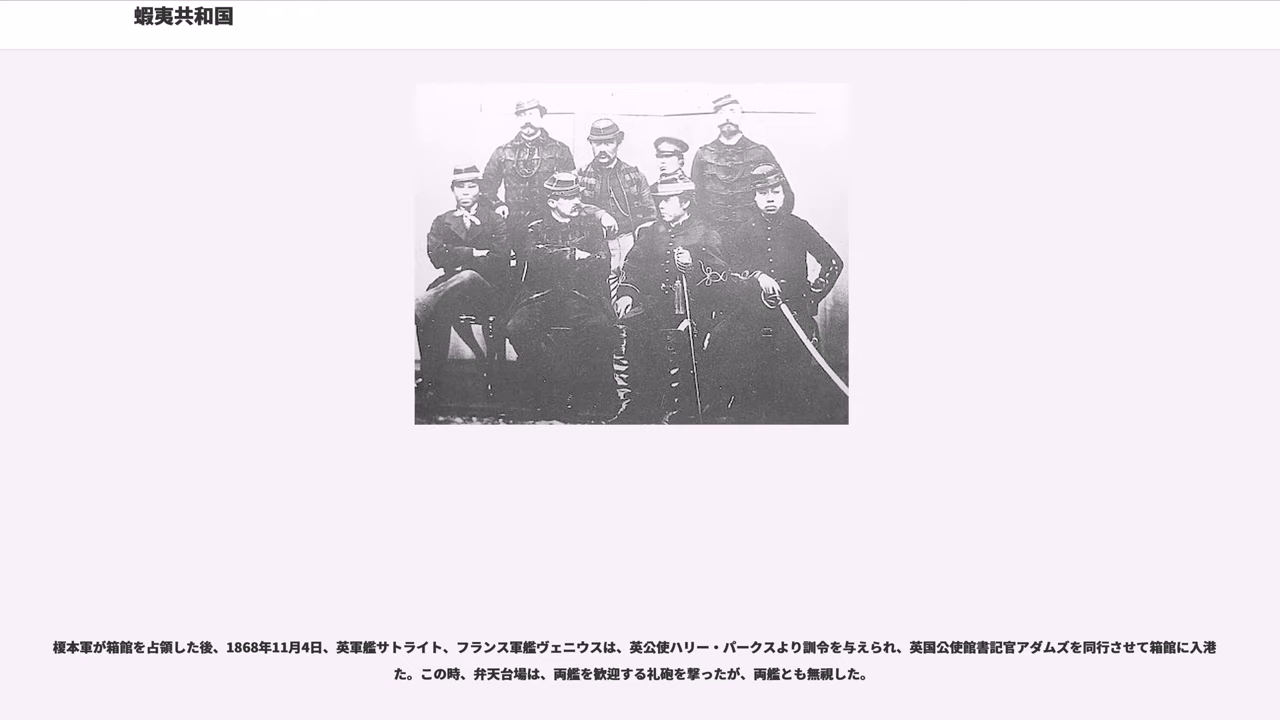 蝦夷共和国
榎本軍が箱館を占領した後、1868年11月4日、英軍艦サトライト、フランス軍艦ヴェニウスは、英公使ハリー・パークスより訓令を与えられ、英国公使館書記官アダムズを同行させて箱館に入港
た。この時、弁天台場は、両艦を歓迎する礼砲を撃ったが、両艦とも無視した。